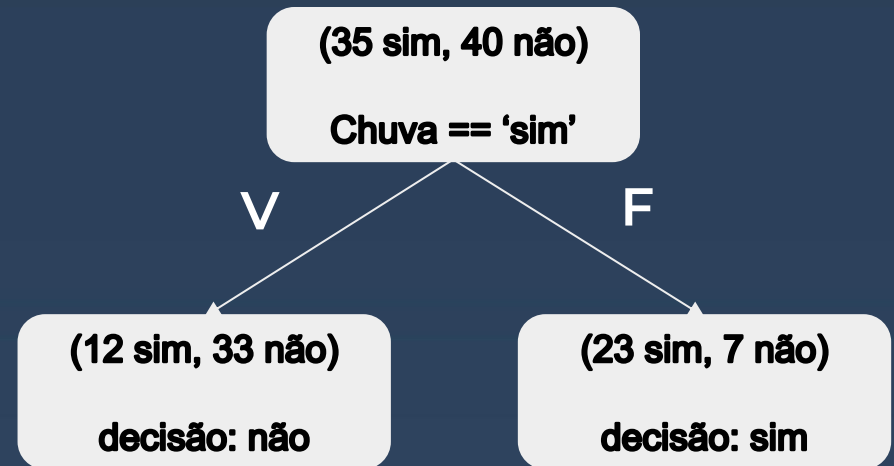 (35 sim, 40 não)
Chuva == ‘sim’
V
F
(12 sim, 33 não)
decisão: não
(23 sim, 7 não)
decisão: sim